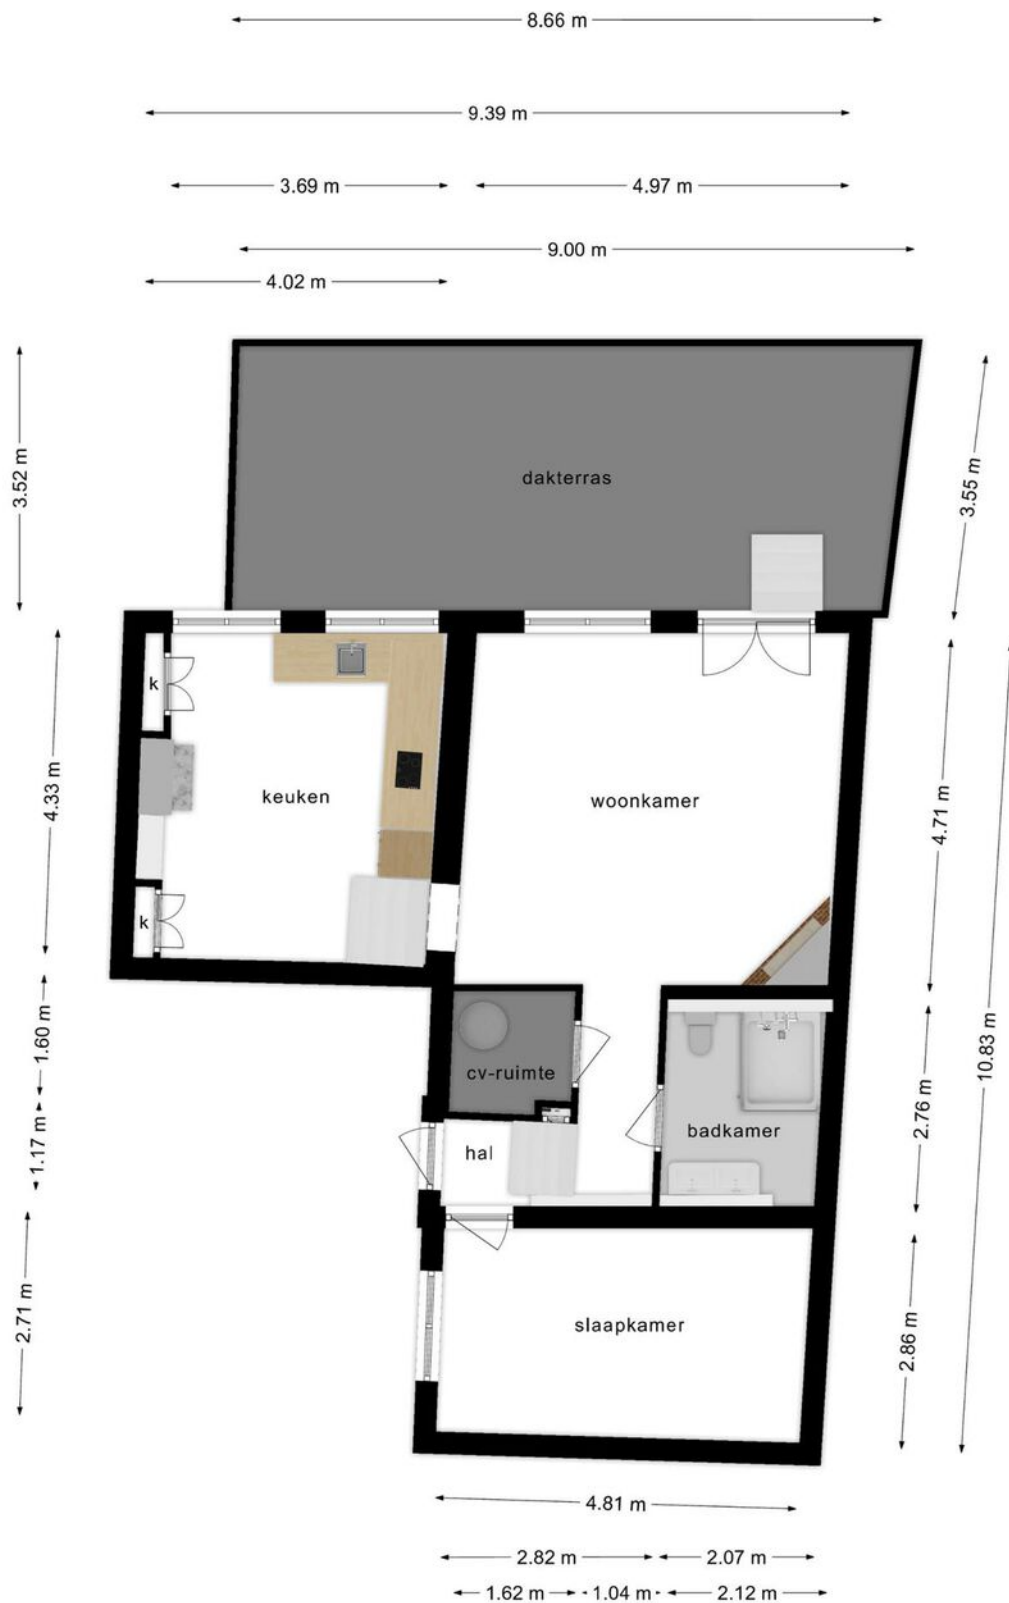 8.66 m
9.39 m
3.69 m
4.97 m
9.00 m
4.02 m
3.52 m
3.55 m
dakterras
k
keuken
woonkamer
4.33 m
4.71 m
k
1.60 m
10.83 m
cv-ruimte
2.76 m
1.17 m
hal
badkamer
2.71 m
slaapkamer
2.86 m
4.81 m
2.82 m
2.07 m
1.62 m
1.04 m
2.12 m